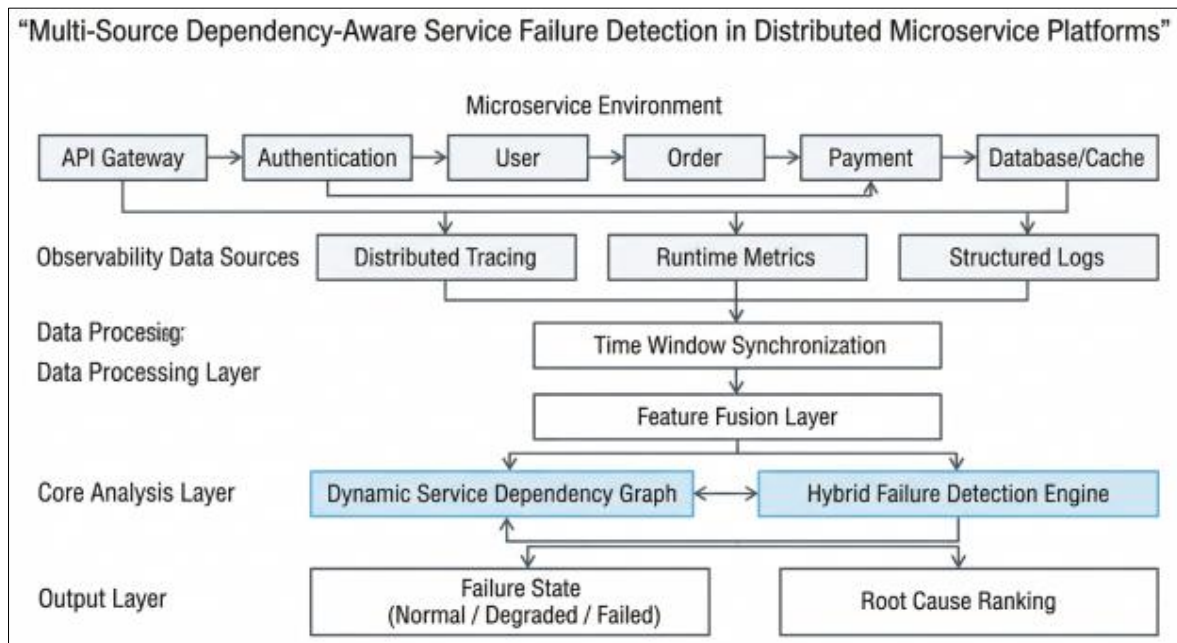 “Multi-Source Dependency-Aware Service Failure Detection in Distributed Microservice Platforms”
Microservice Environment
API Gateway
Authentication
User
Order
Payment
Database/Cache
Observability Data Sources
Distributed Tracing
Runtime Metrics
Structured Logs
Data
Time Window Synchronization
Data Processing Layer
Feature Fusion Layer
Core Analysis Layer
Dynamic Service Dependency Graph
Hybrid Failure Detection Engine
Output Layer
Failure State
(Normal / Degraded / Failed)
Root Cause Ranking